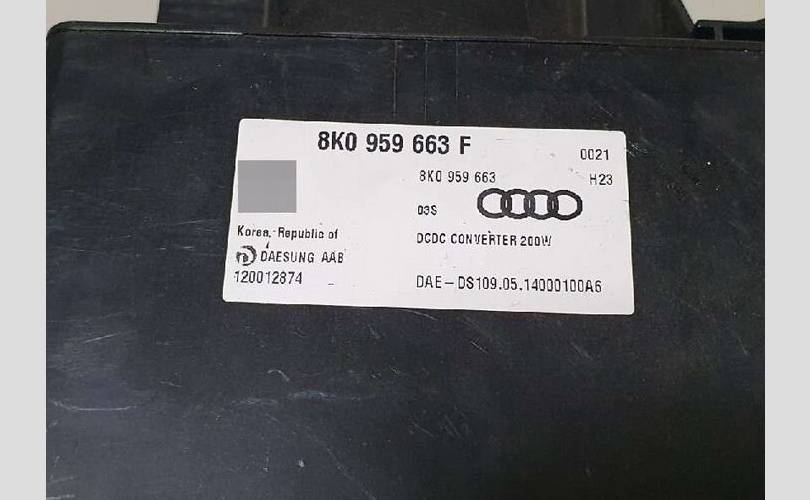 8K0 959 663 F
0021
8K0 959 663
H23
03S
Korea, Republic of
DCDC CONVERTER 200W
DAESUNG AAB
120012874
DAE-DS109.05.14000100A6